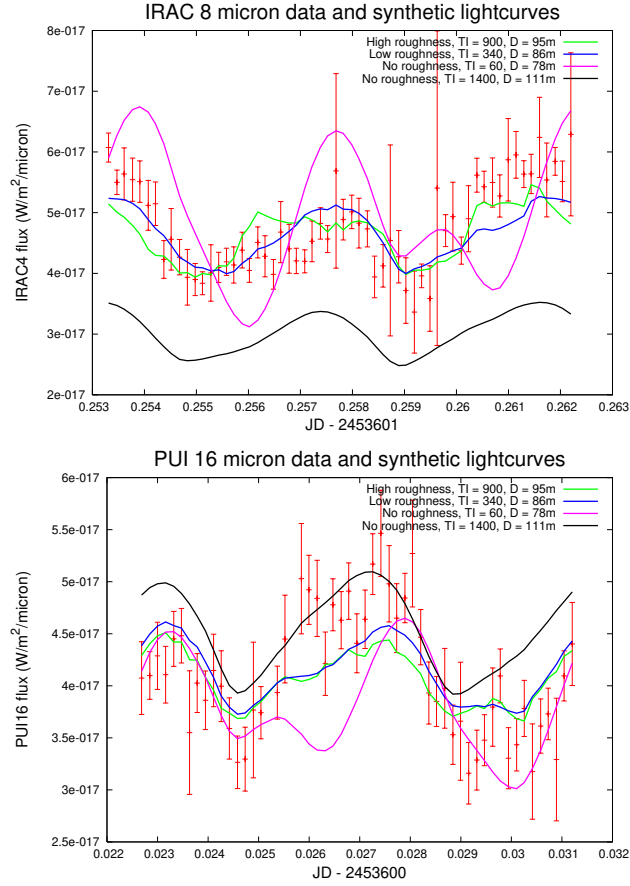 IRAC 8 micron data and synthetic lightcurves
8e-017
7e-017
6e-017
5e-017
4e-017
3e-017
2e-017
IRAC4 flux (W/m^2/micron)
High roughness, TI = 900, D = 95m
Low roughness, TI = 340, D = 86m
No roughness, TI = 60, D = 78m
No roughness, TI = 1400, D = 111m
0.253 0.254 0.255 0.256 0.257 0.258 0.259 0.26 0.261 0.262 0.263
JD - 2453601
PUI 16 micron data and synthetic lightcurves
6e-017
5.5e-017
5e-017
4.5e-017
4e-017
3.5e-017
3e-017
2.5e-017
PUI16 flux (W/m^2/micron)
High roughness, TI = 900, D = 95m
Low roughness, TI = 340, D = 86m
No roughness, TI = 60, D = 78m
No roughness, TI = 1400, D = 111m
0.022 0.023 0.024 0.025 0.026 0.027 0.028 0.029 0.03 0.031 0.032
JD - 2453600